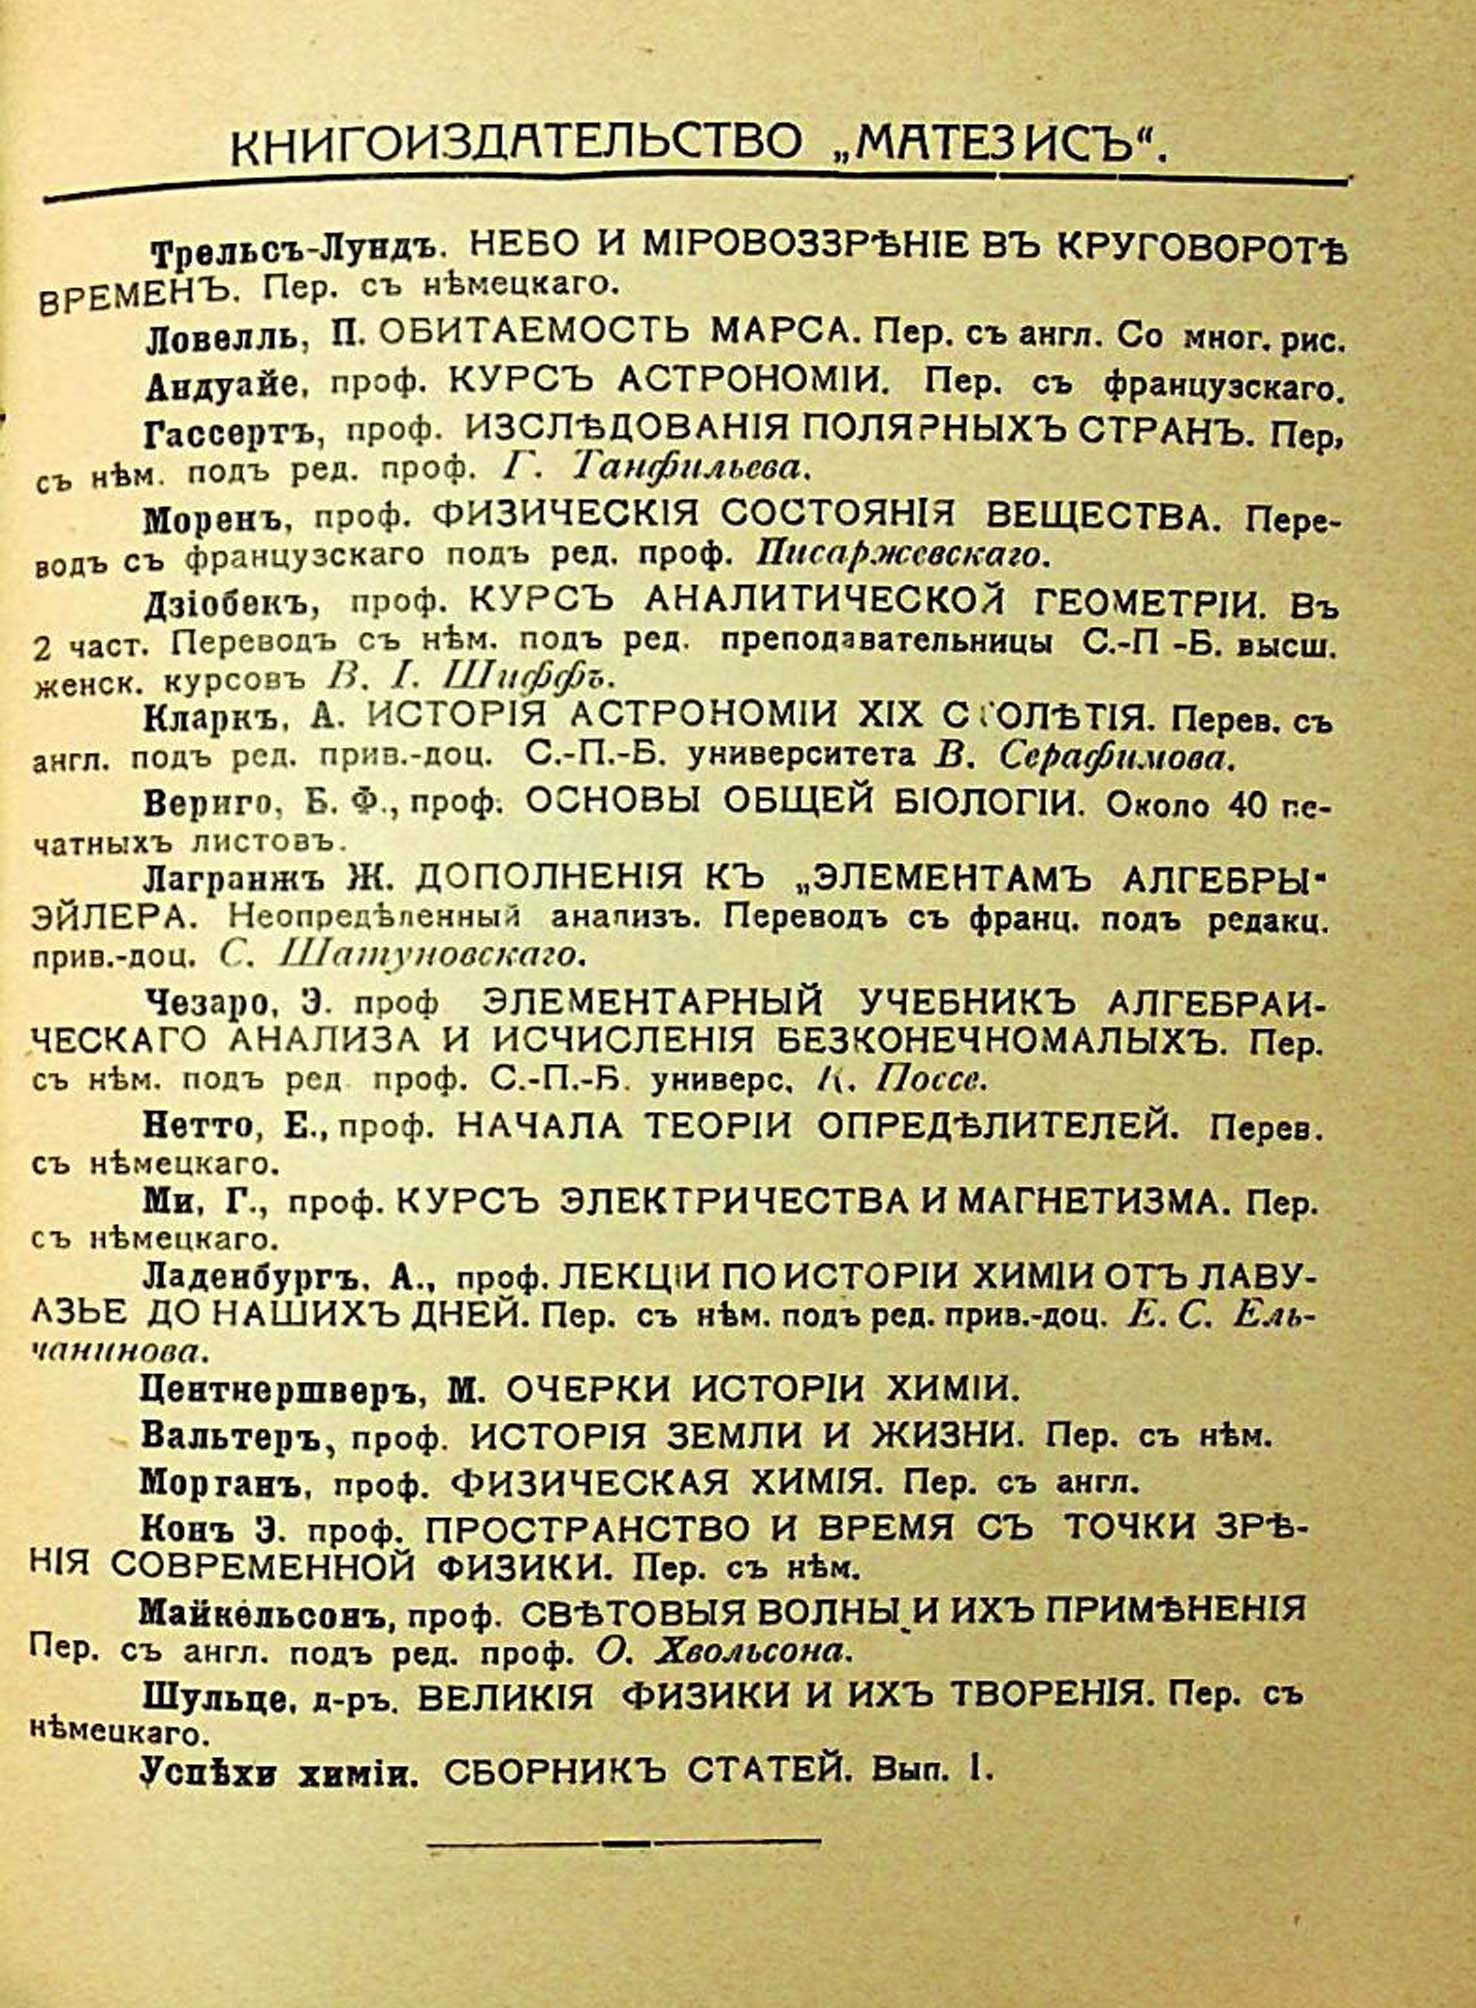 КНИГОИЗДАТЕЛЬСТВО „МАТЕЗИСЪ“.
Трельсъ-Лундъ. НЕБО И МІРОВОЗЗРѢНІЕ ВЪ КРУГОВОРОТѢ
ВРЕМЕНЪ. Пер. съ нѣмецкаго.
Ловелль, П. ОБИТАЕМОСТЬ МАРСА. Пер. съ англ. Со мног. рис.
Андуайе, проф. КУРСЪ АСТРОНОМІИ. Пер. съ французскаго.
Гассертъ, проф. ИЗСЛѢДОВАНІЯ ПОЛЯРНЫХЪ СТРАНЪ. Пер,
съ нѣм. подъ ред. проф. Г. Танфильева.
Моренъ, проф. ФИЗИЧЕСКІЯ СОСТОЯНІЯ ВЕЩЕСТВА. Пере-
водъ съ французскаго подъ ред. проф. Писаржевскаго.
Дзіобекъ, проф. КУРСЪ АНАЛИТИЧЕСКОЙ ГЕОМЕТРІИ. Въ
2 част. Переводъ съ нѣм. подъ ред. преподавательницы С.-П -Б. высш.
женск. курсовъ В. І. Шиффъ.
Кларкъ, А. ИСТОРІЯ АСТРОНОМІИ XIX СТОЛѢТІЯ. Перев. съ
англ. подъ ред. прив.-доц. С.-П.-Б. университета В. Серафимова.
Вериго, Б. Ф., проф. ОСНОВЫ ОБЩЕЙ БІОЛОГІИ. Около 40 пе-
чатныхъ листовъ.
Лагранжъ Ж. ДОПОЛНЕНІЯ КЪ „ЭЛЕМЕНТАМЪ АЛГЕБРЫ“
ЭЙЛЕРА. Неопредѣленный анализъ. Переводъ съ франц. подъ редакц.
прив.-доц. С. Шатуновскаго.
Чезаро, Э. проф ЭЛЕМЕНТАРНЫЙ УЧЕБНИКЪ АЛГЕБРАИ-
ЧЕСКАГО АНАЛИЗА И ИСЧИСЛЕНІЯ БЕЗКОНЕЧНОМАЛЫХЪ. Пер.
съ нѣм. подъ ред проф. С.-П.-Б. универс, К. Поссе.
Нетто, Е., проф. НАЧАЛА ТЕОРІИ ОПРЕДѢЛИТЕЛЕЙ. Перев.
съ нѣмецкаго.
Ми, Г., проф. КУРСЪ ЭЛЕКТРИЧЕСТВА И МАГНЕТИЗМА. Пер.
съ нѣмецкаго.
Ладенбургъ. А., проф. ЛЕКЦІИ ПО ИСТОРІИ ХИМІИ ОТЪ ЛАВУ-
АЗЬЕ ДО НАШИХЪ ДНЕЙ. Пер. съ нѣм. подъ ред. прив.-доц. Е. С. Ель-
чанинова.
Центнершверъ, М. ОЧЕРКИ ИСТОРІИ ХИМІИ.
Вальтеръ, проф. ИСТОРІЯ ЗЕМЛИ И ЖИЗНИ. Пер. съ нѣм.
Морганъ, проф. ФИЗИЧЕСКАЯ ХИМІЯ. Пер. съ англ.
Конъ Э. проф. ПРОСТРАНСТВО И ВРЕМЯ СЪ ТОЧКИ ЗРѢ-
НІЯ СОВРЕМЕННОЙ ФИЗИКИ. Пер. съ нѣм.
Майкельсонъ, проф. СВѢТОВЫЯ ВОЛНЫ И ИХЪ ПРИМѢНЕНІЯ
Пер. съ англ. подъ ред. проф. О. Хвольсона.
Шульце, д-ръ. ВЕЛИКІЯ ФИЗИКИ И ИХЪ ТВОРЕНІЯ. Пер. съ
нѣмецкаго.
Успѣхи химіи. СБОРНИКЪ СТАТЕЙ. Вып. I.